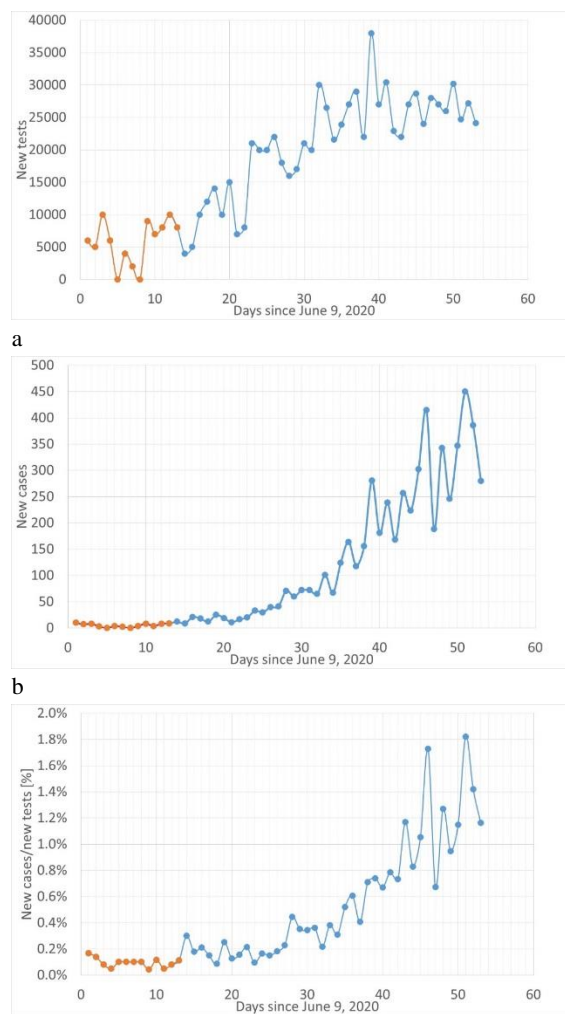 40000
35000
30000
25000
20000
15000
10000
5000
0
New tests
0 10 20 30 40 50 60
Days since June 9, 2020
a
500
450
400
350
300
250
200
150
100
50
0
New cases
0 10 20 30 40 50 60
Days since June 9, 2020
b
2.0%
1.8%
1.6%
1.4%
1.2%
1.0%
0.8%
0.6%
0.4%
0.2%
0.0%
New cases/new tests [%]
0 10 20 30 40 50 60
Days since June 9, 2020